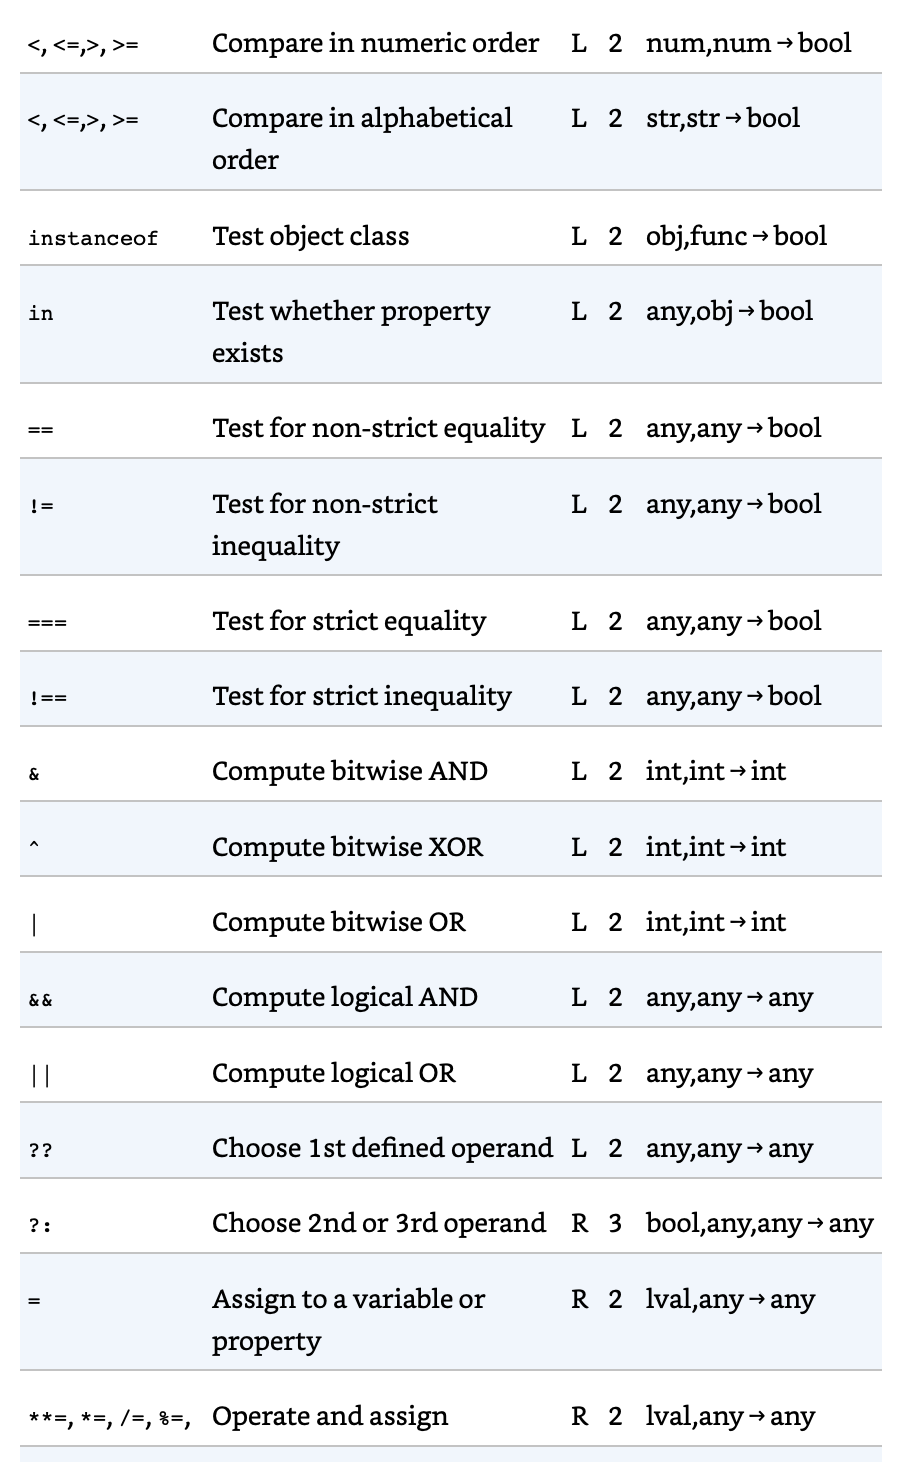 <, <=,>, >= Compare in numeric order L 2 num,num → bool
<, <=,>, >= Compare in alphabetical L 2 str,str → bool
order
instanceof Test object class L 2 obj,func → bool
in Test whether property L 2 any,obj → bool
exists
== Test for non-strict equality L 2 any,any → bool
!= Test for non-strict L 2 any,any → bool
inequality
=== Test for strict equality L 2 any,any → bool
!== Test for strict inequality L 2 any,any → bool
& Compute bitwise AND L 2 int,int → int
^ Compute bitwise XOR L 2 int,int → int
| Compute bitwise OR L 2 int,int → int
&& Compute logical AND L 2 any,any → any
|| Compute logical OR L 2 any,any → any
?? Choose 1st defined operand L 2 any,any → any
?: Choose 2nd or 3rd operand R 3 bool,any,any → any
= Assign to a variable or R 2 lval,any → any
property
**=, *=, /=, %=, Operate and assign R 2 lval,any → any